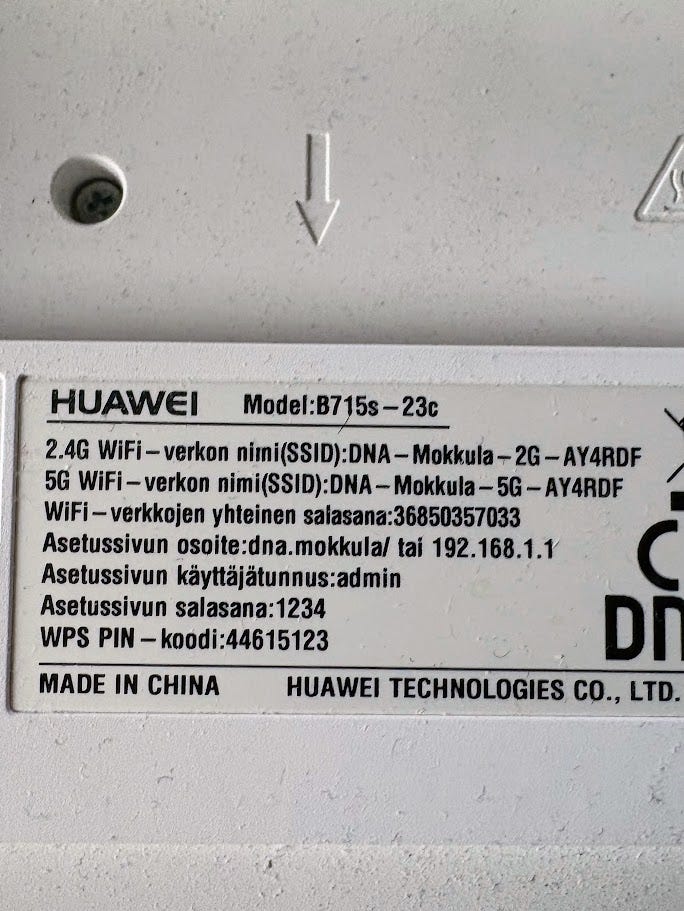 HUAWEI Model:B715s-23c
2.4G WiFi-verkon nimi(SSID):DNA-Mokkula-2G-AY4RDF
5G WiFi-verkon nimi(SSID):DNA-Mokkula-5G-AY4RDF
WiFi-verkkojen yhteinen salasana:36850357033
Asetussivun osoite:dna.mokkula/ tai 192.168.1.1
Asetussivun käyttäjätunnus:admin
Asetussivun salasana:1234
WPS PIN-koodi:44615123
MADE IN CHINA HUAWEI TECHNOLOGIES CO., LTD.